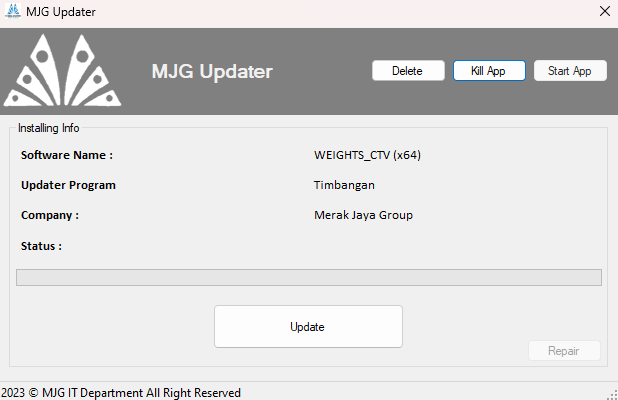 MJG Updater
MJG Updater
Delete
Kill App
Start App
Installing Info
Software Name :
WEIGHTS_CTV (x64)
Updater Program
Timbangan
Company :
Merak Jaya Group
Status :
Update
Repair
2023 © MJG IT Department All Right Reserved